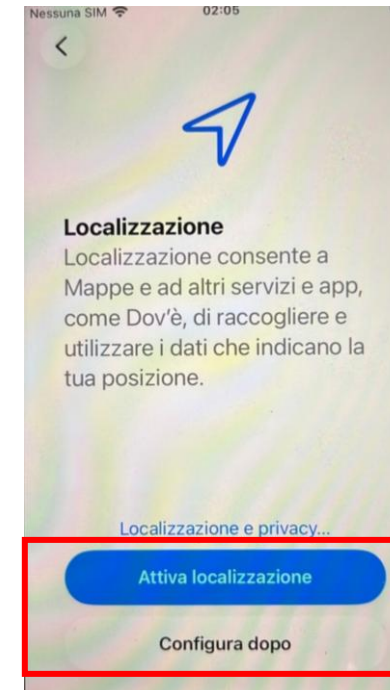 Nessuna SIM 02:05
Localizzazione
Localizzazione consente a
Mappe e ad altri servizi e app,
come Dov'è, di raccogliere e
utilizzare i dati che indicano la
tua posizione.
Localizzazione e privacy...
Attiva localizzazione
Configura dopo